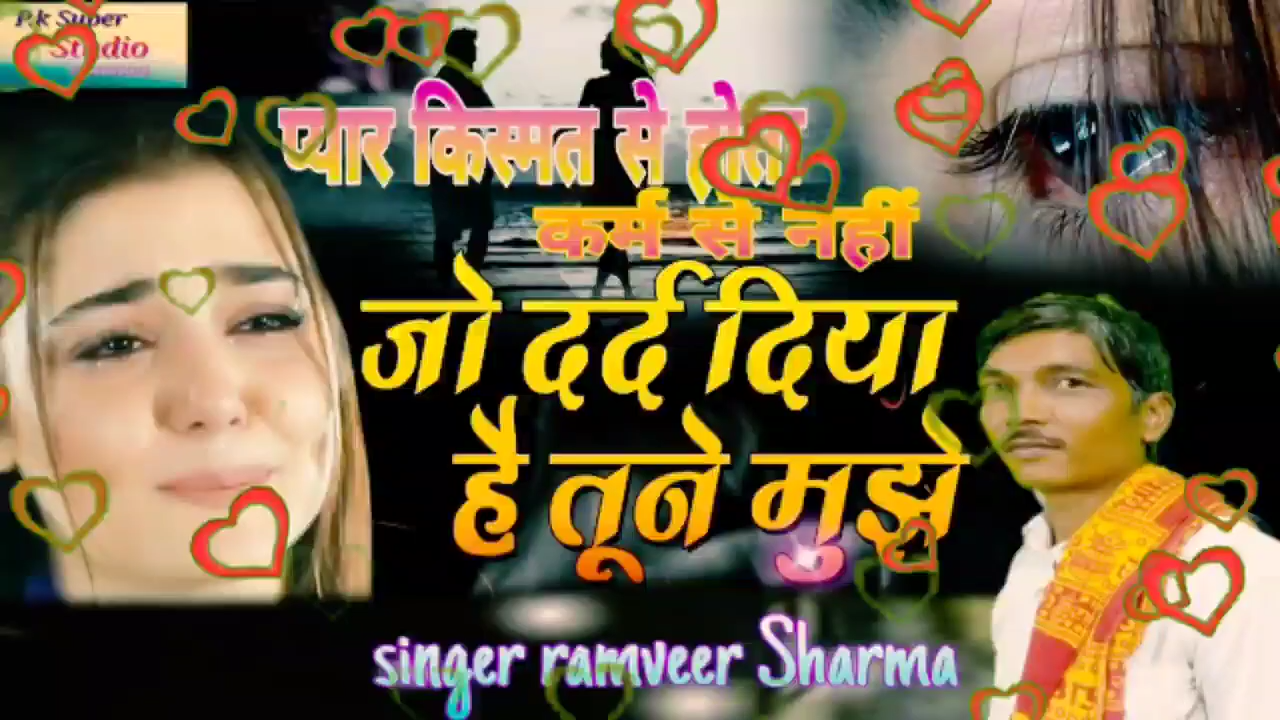 P.k Super
Studio
प्यार किस्मत से होता
कर्म से नहीं
जो दर्द दिया
है तूने मुझे
singer ramveer Sharma